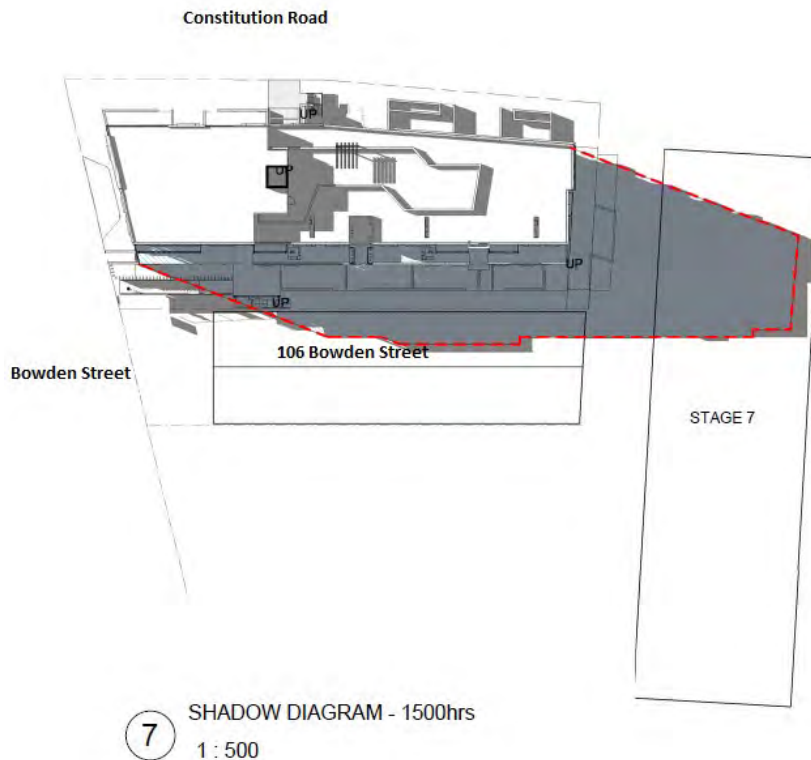 Constitution Road
UP
UP
UP
UP
106 Bowden Street
Bowden Street
STAGE 7
7
SHADOW DIAGRAM - 1500hrs
1 : 500